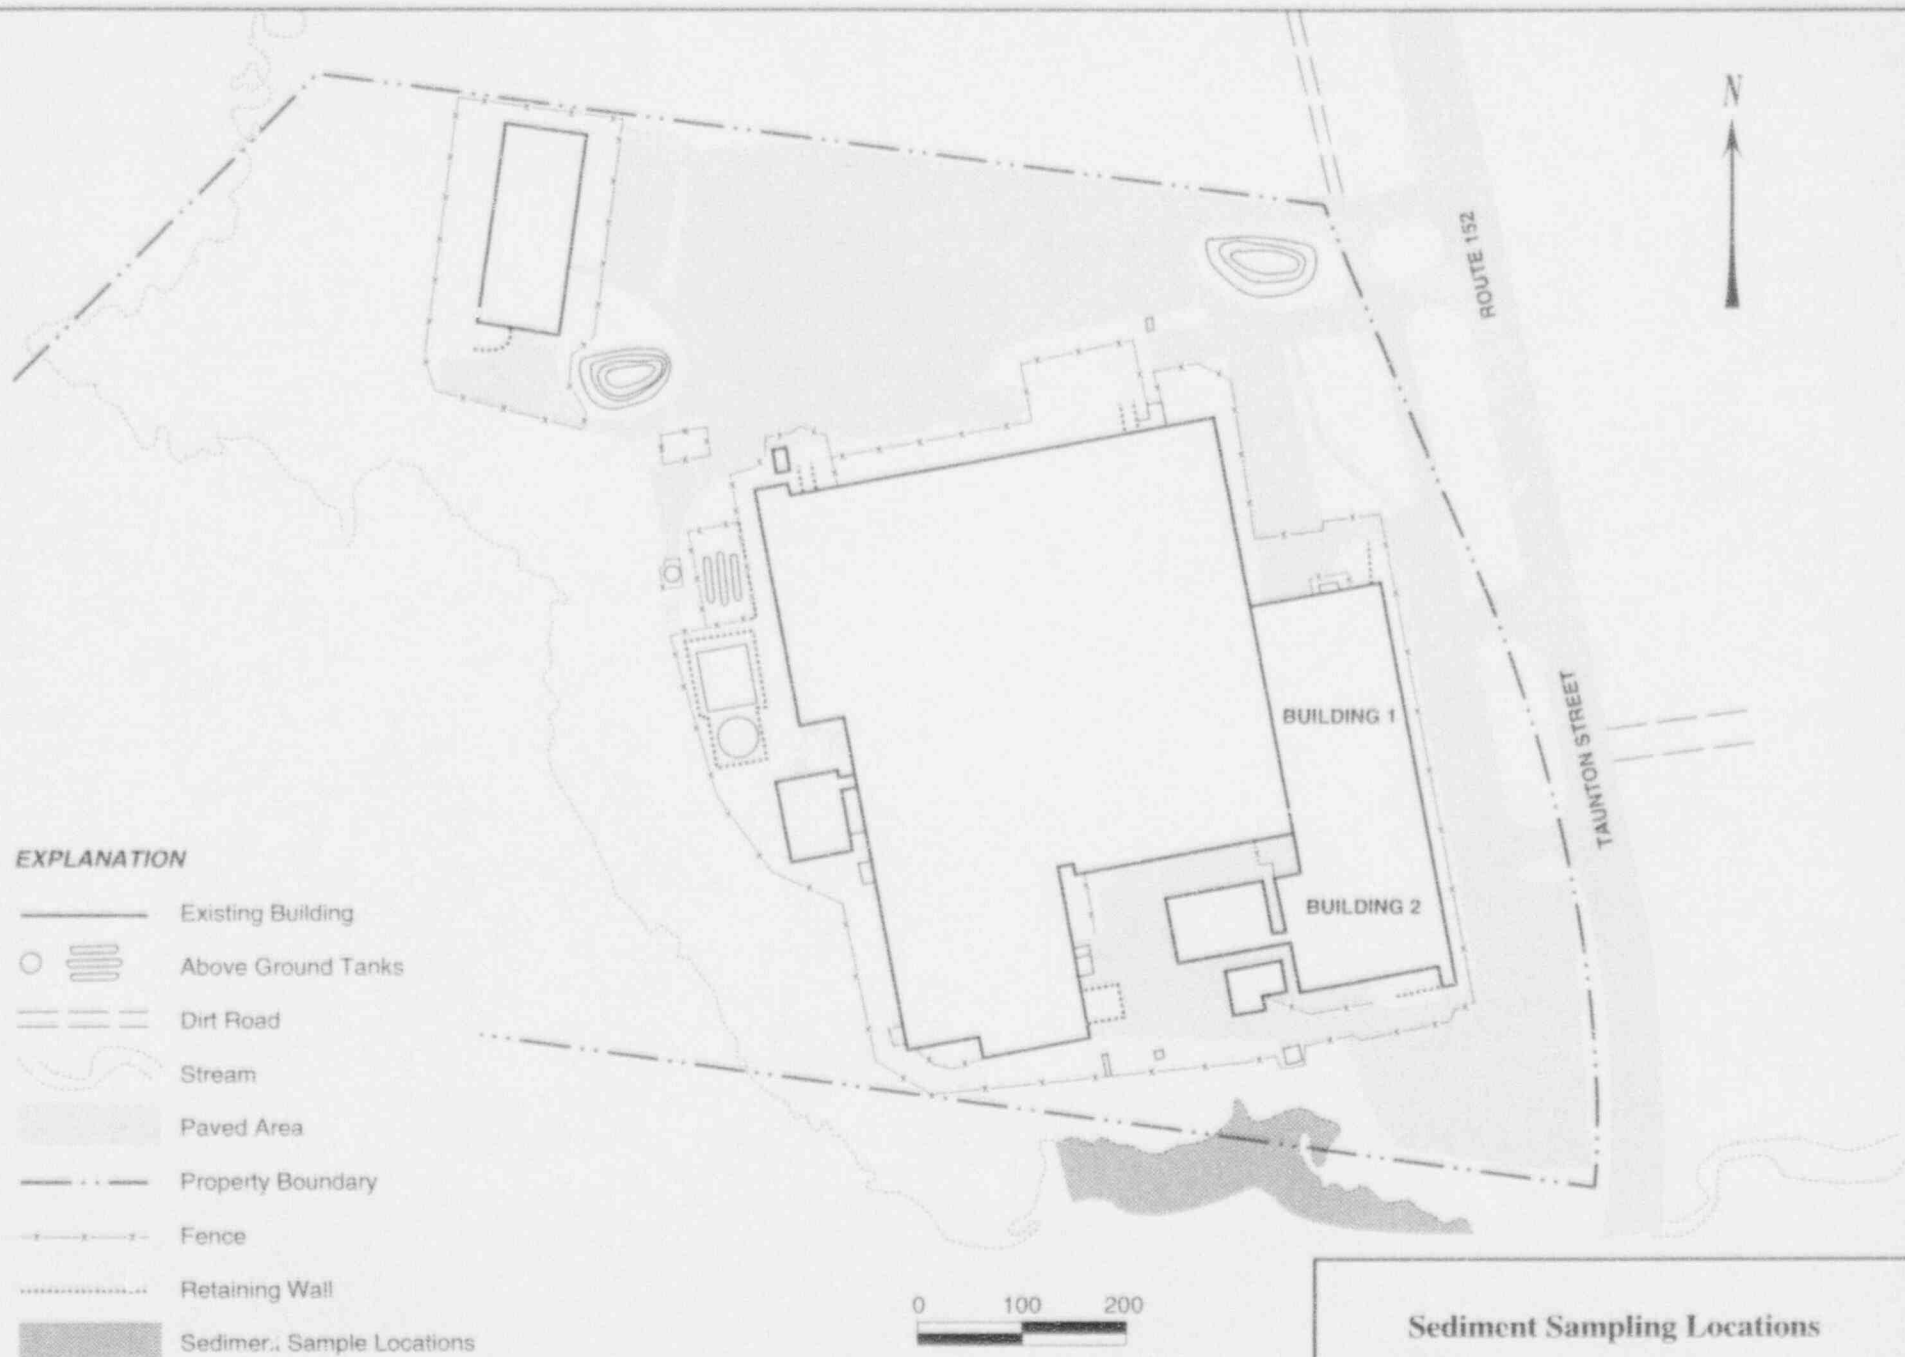 N
ROUTE 152
TAUNTON STREET
BUILDING 1
BUILDING 2
EXPLANATION
Existing Building
Above Ground Tanks
Dirt Road
Stream
Paved Area
Property Boundary
Fence
Retaining Wall
Sedimer.. Sample Locations
0 100 200
Sediment Sampling Locations